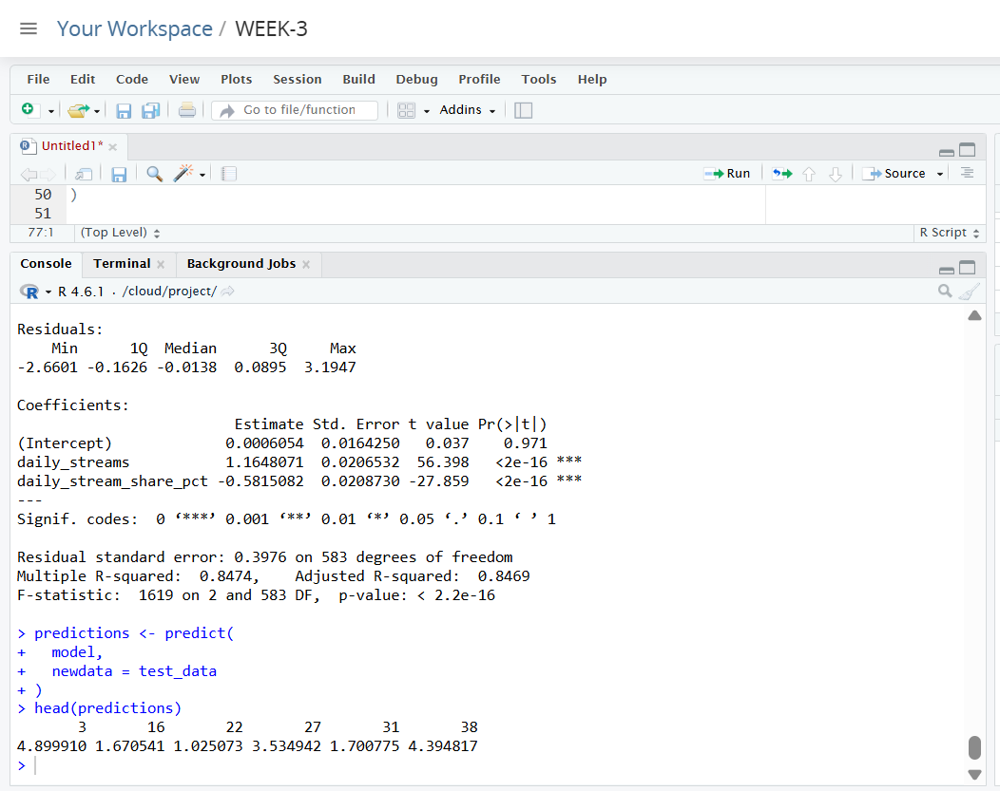 Your Workspace / WEEK-3
File Edit Code View Plots Session Build Debug Profile Tools Help
Go to file/function Addins
Untitled1*
Run Source
50 )
51
77:1 (Top Level) R Script
Console Terminal Background Jobs
R 4.6.1 . /cloud/project/
Residuals:
    Min      1Q  Median      3Q     Max
-2.6601 -0.1626 -0.0138  0.0895  3.1947
Coefficients:
                         Estimate Std. Error t value Pr(>|t|)
(Intercept)             0.0006054  0.0164250   0.037    0.971
daily_streams           1.1648071  0.0206532  56.398   <2e-16 ***
daily_stream_share_pct -0.5815082  0.0208730 -27.859   <2e-16 ***
---
Signif. codes:  0 ‘***’ 0.001 ‘**’ 0.01 ‘*’ 0.05 ‘.’ 0.1 ‘ ’ 1
Residual standard error: 0.3976 on 583 degrees of freedom
Multiple R-squared:  0.8474,    Adjusted R-squared:  0.8469
F-statistic:  1619 on 2 and 583 DF,  p-value: < 2.2e-16
> predictions <- predict(
+   model,
+   newdata = test_data
+ )
> head(predictions)
       3       16       22       27       31       38
4.899910 1.670541 1.025073 3.534942 1.700775 4.394817
>